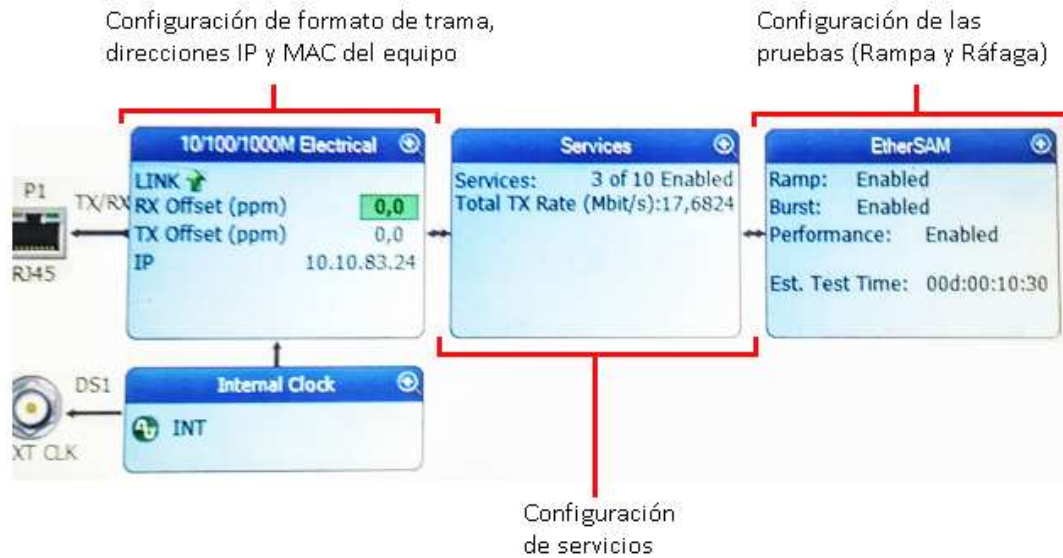 Configuración de formato de trama,
direcciones IP y MAC del equipo
Configuración de las
pruebas (Rampa y Ráfaga)
10/100/1000M Electrical
LINK
RX Offset (ppm) 0,0
TX Offset (ppm) 0,0
IP 10.10.83.24
Services
Services: 3 of 10 Enabled
Total TX Rate (Mbit/s):17,6824
EtherSAM
Ramp: Enabled
Burst: Enabled
Performance: Enabled
Est. Test Time: 00d:00:10:30
P1
TX/RX
RJ45
Internal Clock
INT
DS1
XT CLK
Configuración
de servicios